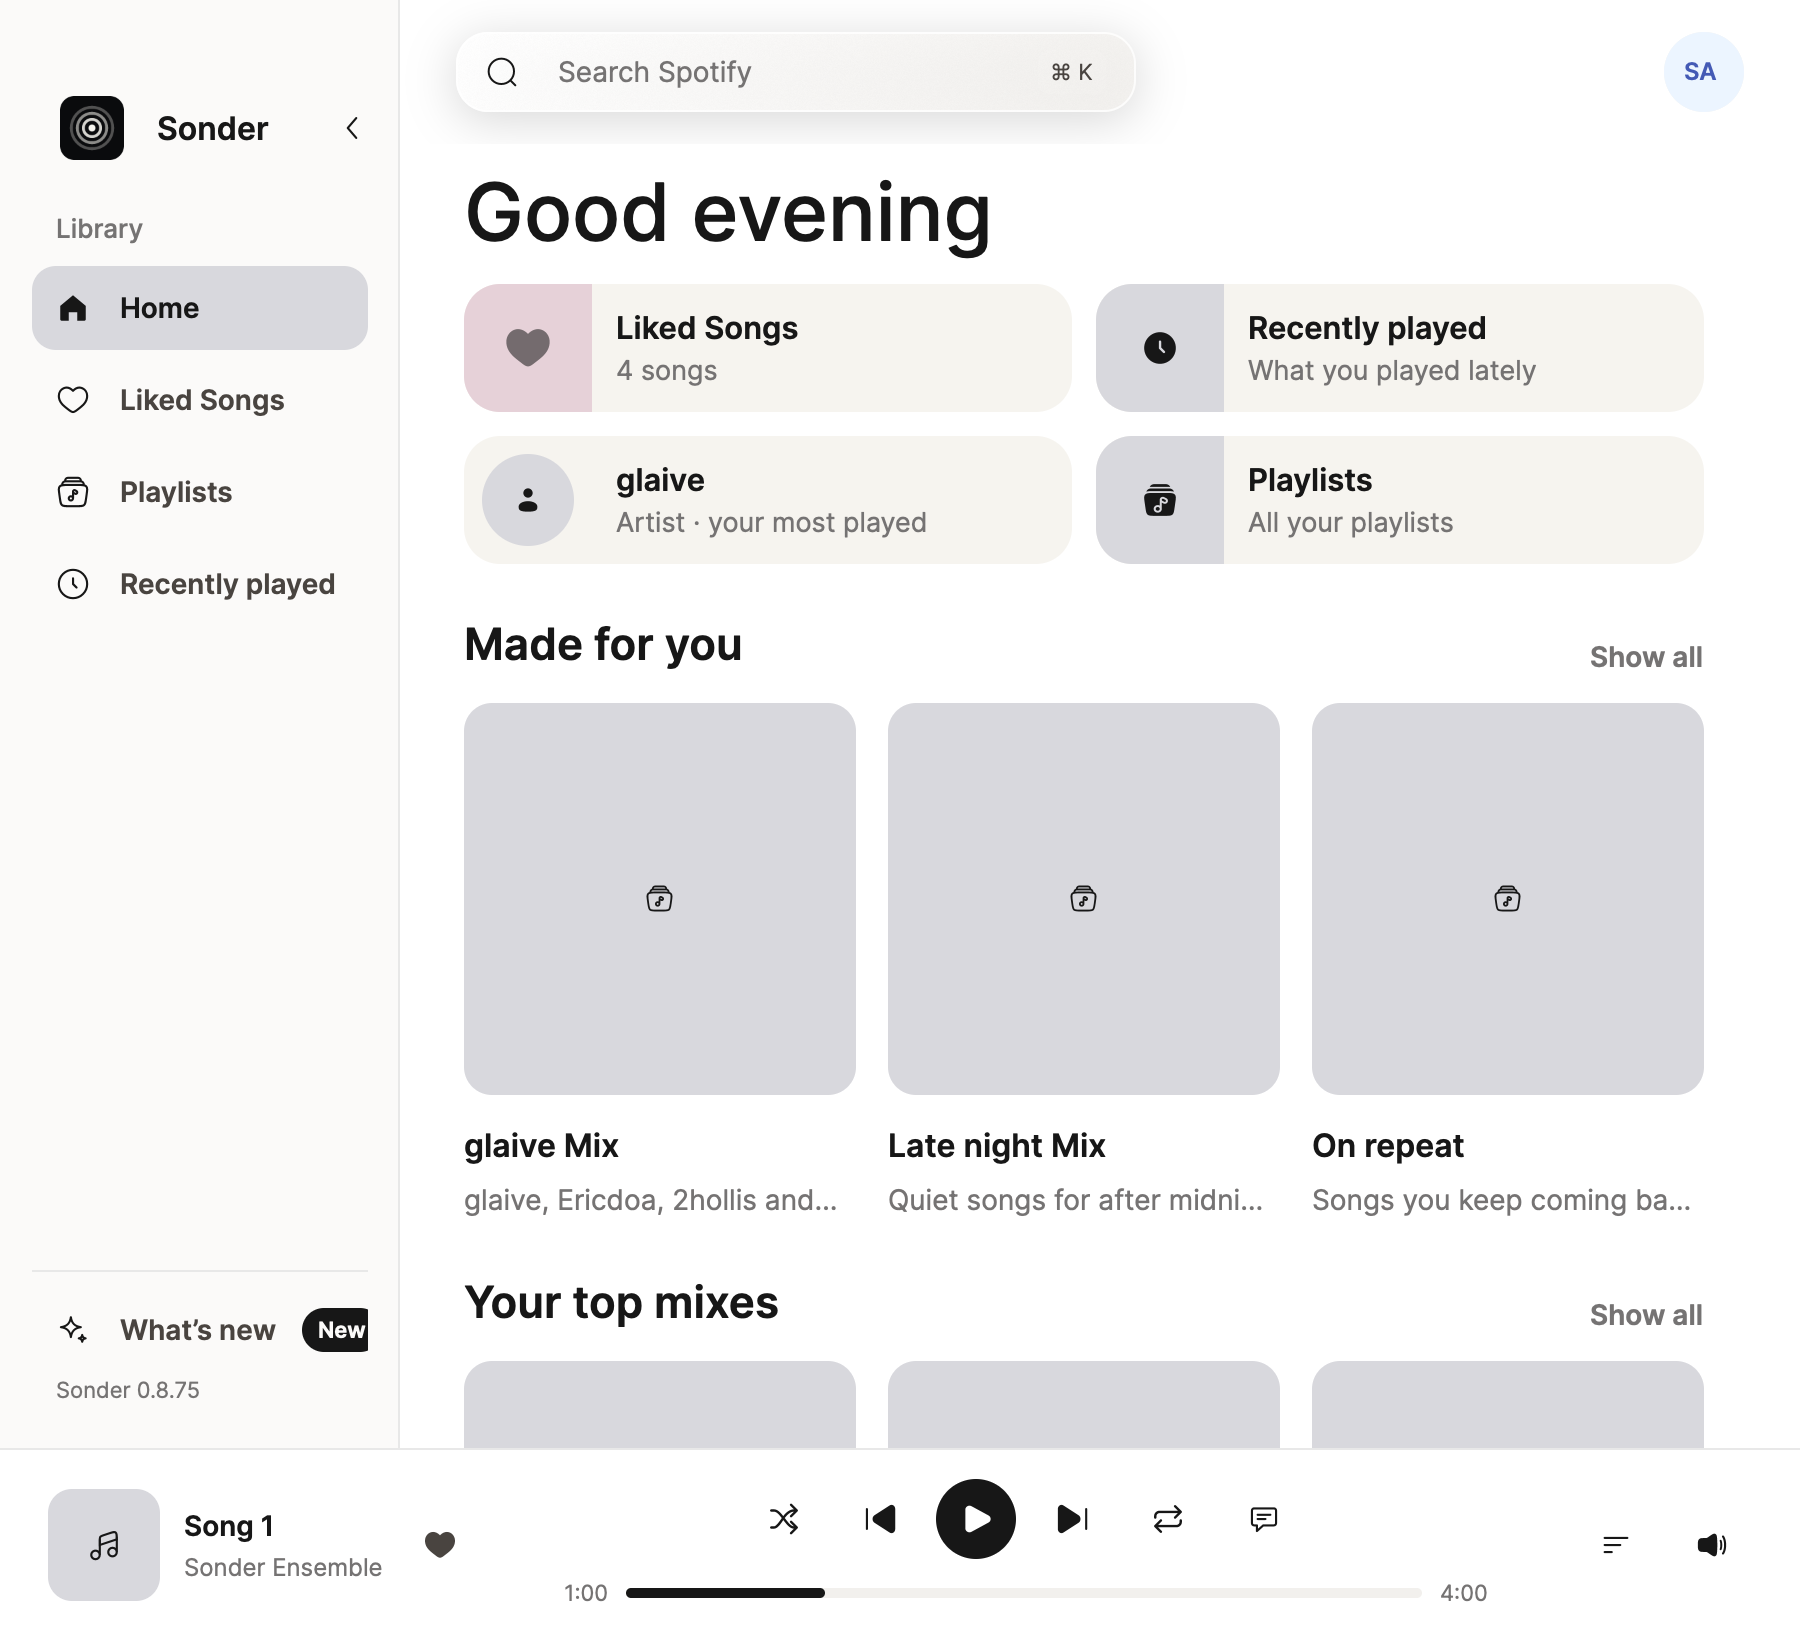 Sonder
Library
Home
Liked Songs
Playlists
Recently played
What’s new New
Sonder 0.8.75
Search Spotify ⌘ K
SA
Good evening
Liked Songs
4 songs
Recently played
What you played lately
glaive
Artist · your most played
Playlists
All your playlists
Made for you
Show all
glaive Mix
glaive, Ericdoa, 2hollis and...
Late night Mix
Quiet songs for after midni...
On repeat
Songs you keep coming ba...
Your top mixes
Show all
Song 1
Sonder Ensemble
1:00
4:00